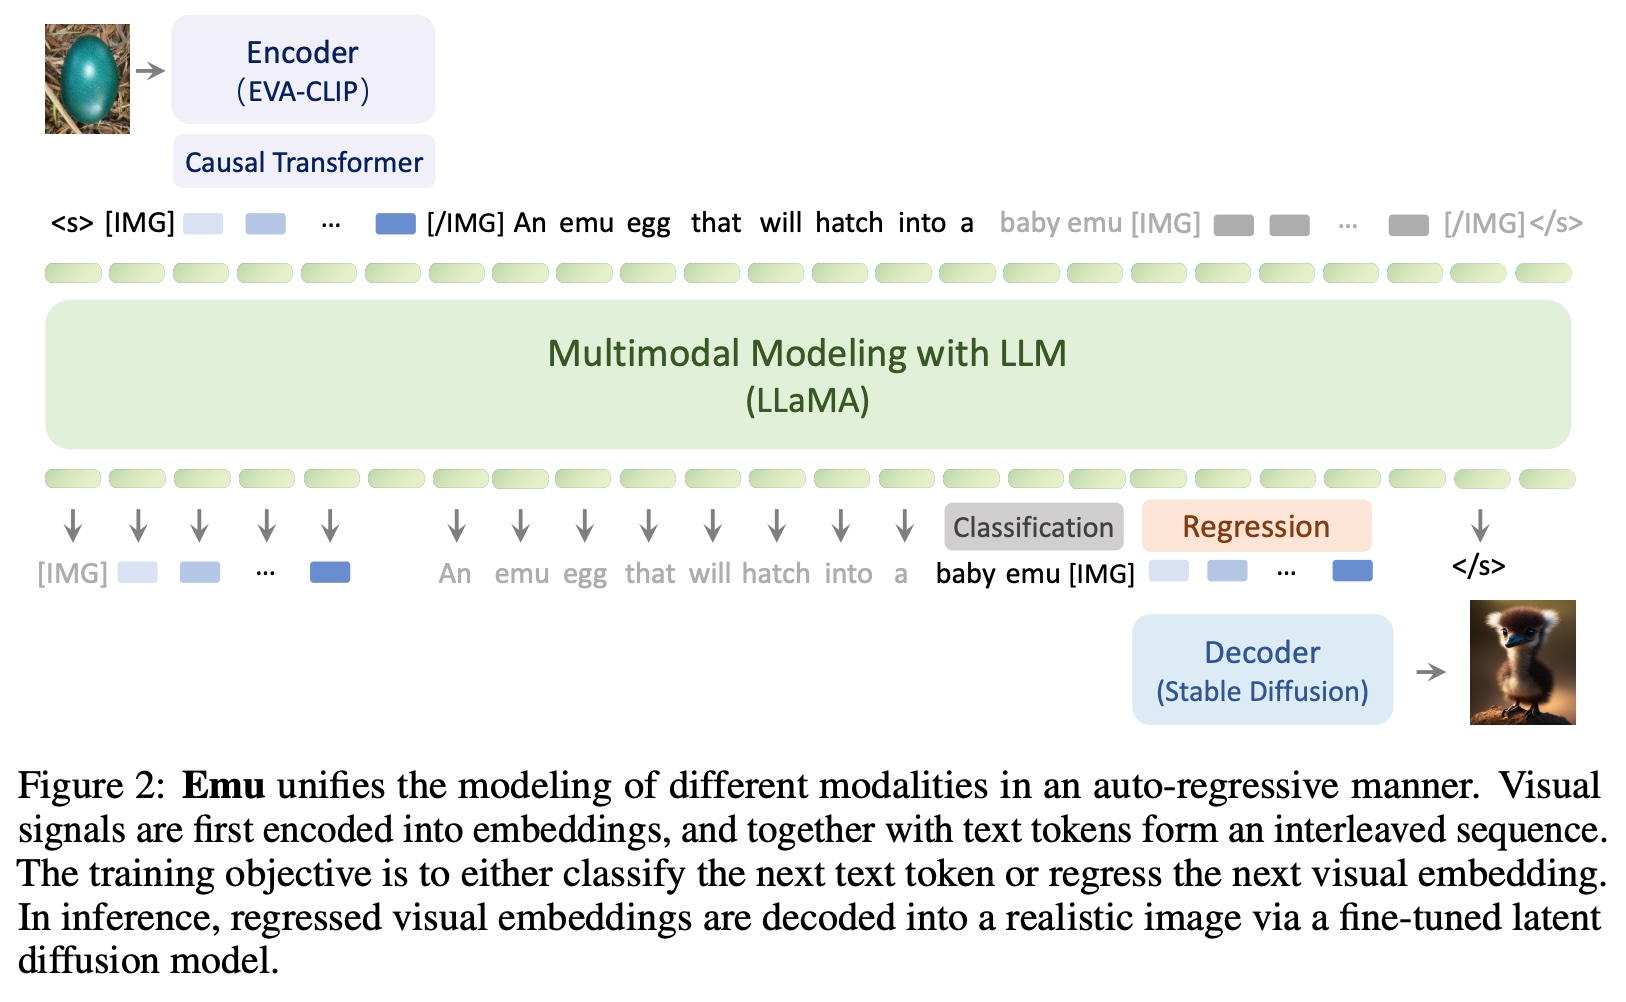 Encoder
(EVA-CLIP)
Causal Transformer
<s> [IMG] ... [/IMG] An emu egg that will hatch into a baby emu [IMG] ... [/IMG] </s>
Multimodal Modeling with LLM
(LLaMA)
Classification Regression
[IMG] ... An emu egg that will hatch into a baby emu [IMG] ... </s>
Decoder
(Stable Diffusion)
Figure 2: Emu unifies the modeling of different modalities in an auto-regressive manner. Visual
signals are first encoded into embeddings, and together with text tokens form an interleaved sequence.
The training objective is to either classify the next text token or regress the next visual embedding.
In inference, regressed visual embeddings are decoded into a realistic image via a fine-tuned latent
diffusion model.